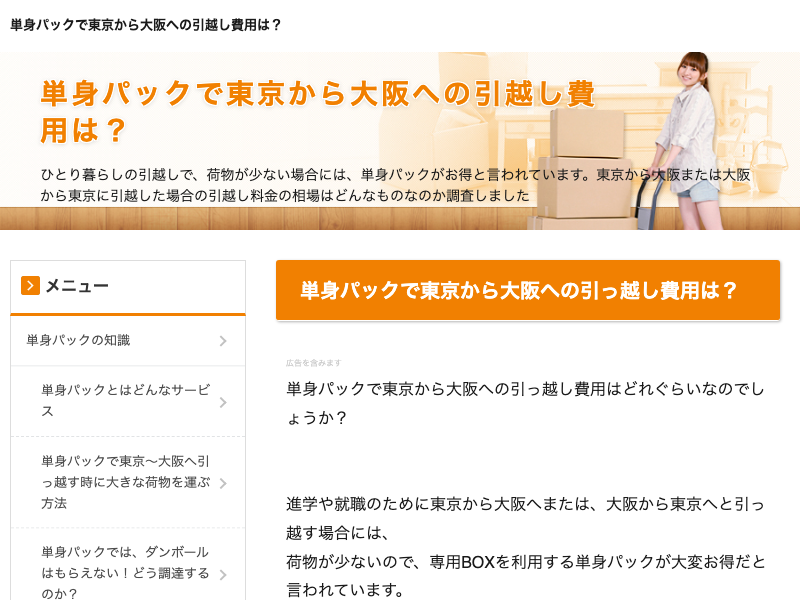 単身パックで東京から大阪への引越し費用は？
単身パックで東京から大阪への引越し費
用は？
ひとり暮らしの引越しで、荷物が少ない場合には、単身パックがお得と言われています。東京から大阪または大阪
から東京に引越した場合の引越し料金の相場はどんなものなのか調査しました
メニュー
単身パックの知識
単身パックとはどんなサービ
ス
単身パックで東京〜大阪へ引
っ越す時に大きな荷物を運ぶ
方法
単身パックでは、ダンボール
はもらえない！どう調達する
のか？
単身パックで東京から大阪への引っ越し費用は？
広告を含みます
単身パックで東京から大阪への引っ越し費用はどれぐらいなのでし
ょうか？
進学や就職のために東京から大阪へまたは、大阪から東京へと引っ
越す場合には、
荷物が少ないので、専用BOXを利用する単身パックが大変お得だと
言われています。